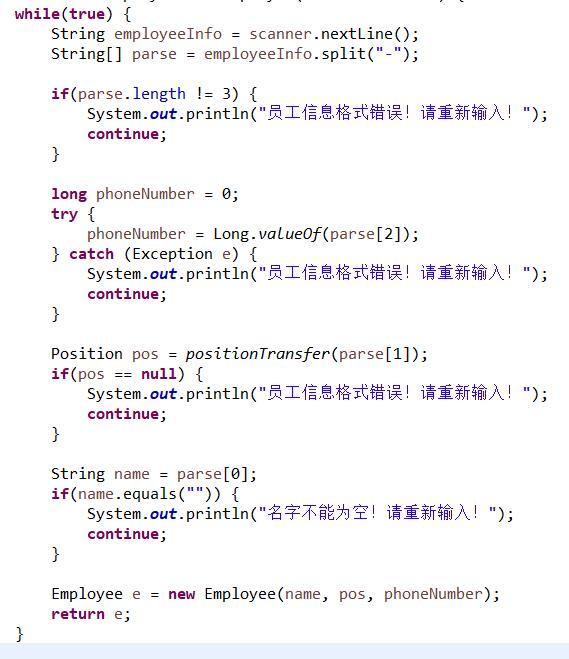 while(true) {
String employeeInfo = scanner.nextLine();
String[] parse = employeeInfo.split("-");
if(parse.length != 3) {
System.out.println("员工信息格式错误！请重新输入！");
continue;
}
long phoneNumber = 0;
try {
phoneNumber = Long.valueOf(parse[2]);
} catch (Exception e) {
System.out.println("员工信息格式错误！请重新输入！");
continue;
}
Position pos = positionTransfer(parse[1]);
if(pos == null) {
System.out.println("员工信息格式错误！请重新输入！");
continue;
}
String name = parse[0];
if(name.equals("")) {
System.out.println("名字不能为空！请重新输入！");
continue;
}
Employee e = new Employee(name, pos, phoneNumber);
return e;
}